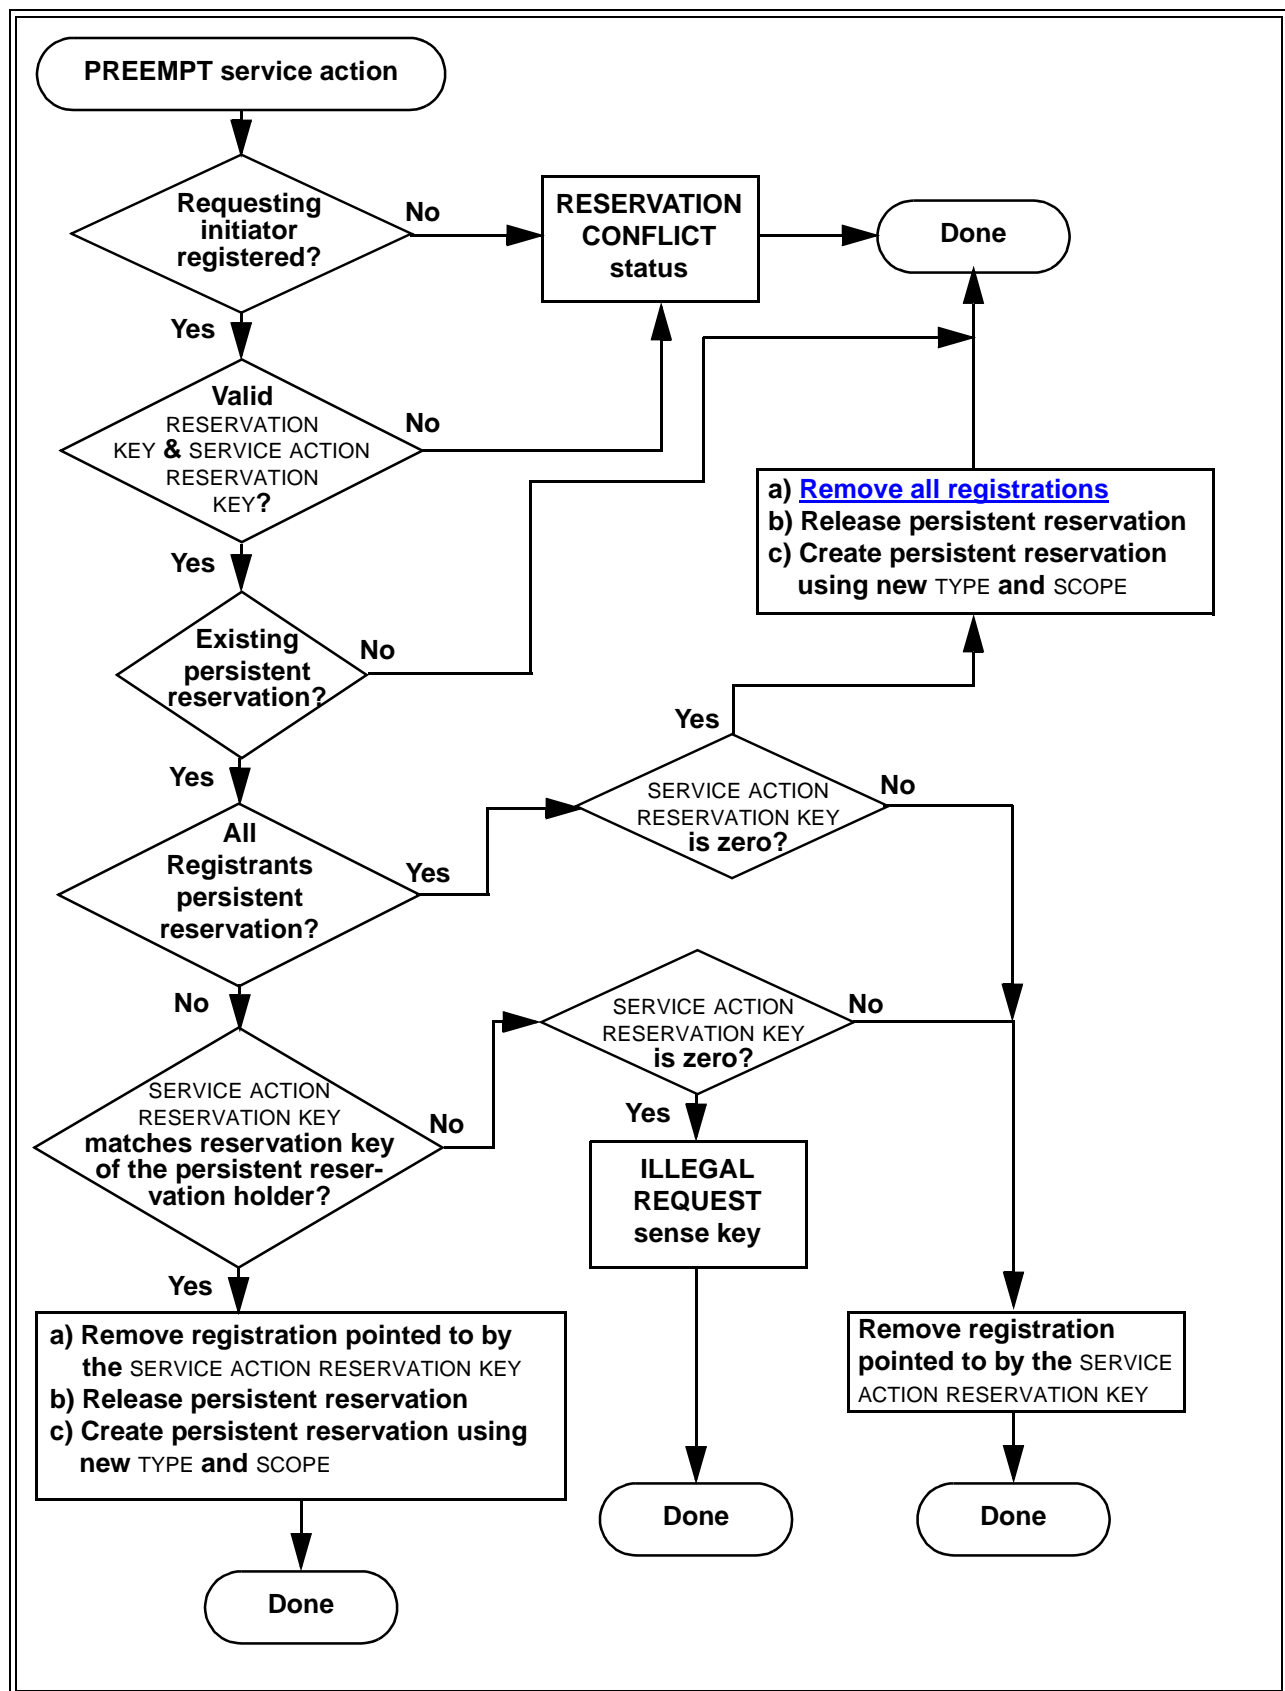 PREEMPT service action
Requesting
initiator
registered?
No
RESERVATION
CONFLICT
status
Done
Yes
Valid
RESERVATION
KEY & SERVICE ACTION
RESERVATION
KEY?
No
a) Remove all registrations
b) Release persistent reservation
c) Create persistent reservation
using new TYPE and SCOPE
Yes
Existing
persistent
reservation?
No
Yes
Yes
SERVICE ACTION
RESERVATION KEY
is zero?
No
All
Registrants
persistent
reservation?
Yes
No
SERVICE ACTION
RESERVATION KEY
is zero?
No
SERVICE ACTION
RESERVATION KEY
matches reservation key
of the persistent reser-
vation holder?
No
Yes
ILLEGAL
REQUEST
sense key
Yes
a) Remove registration pointed to by
the SERVICE ACTION RESERVATION KEY
b) Release persistent reservation
c) Create persistent reservation using
new TYPE and SCOPE
Remove registration
pointed to by the SERVICE
ACTION RESERVATION KEY
Done
Done
Done